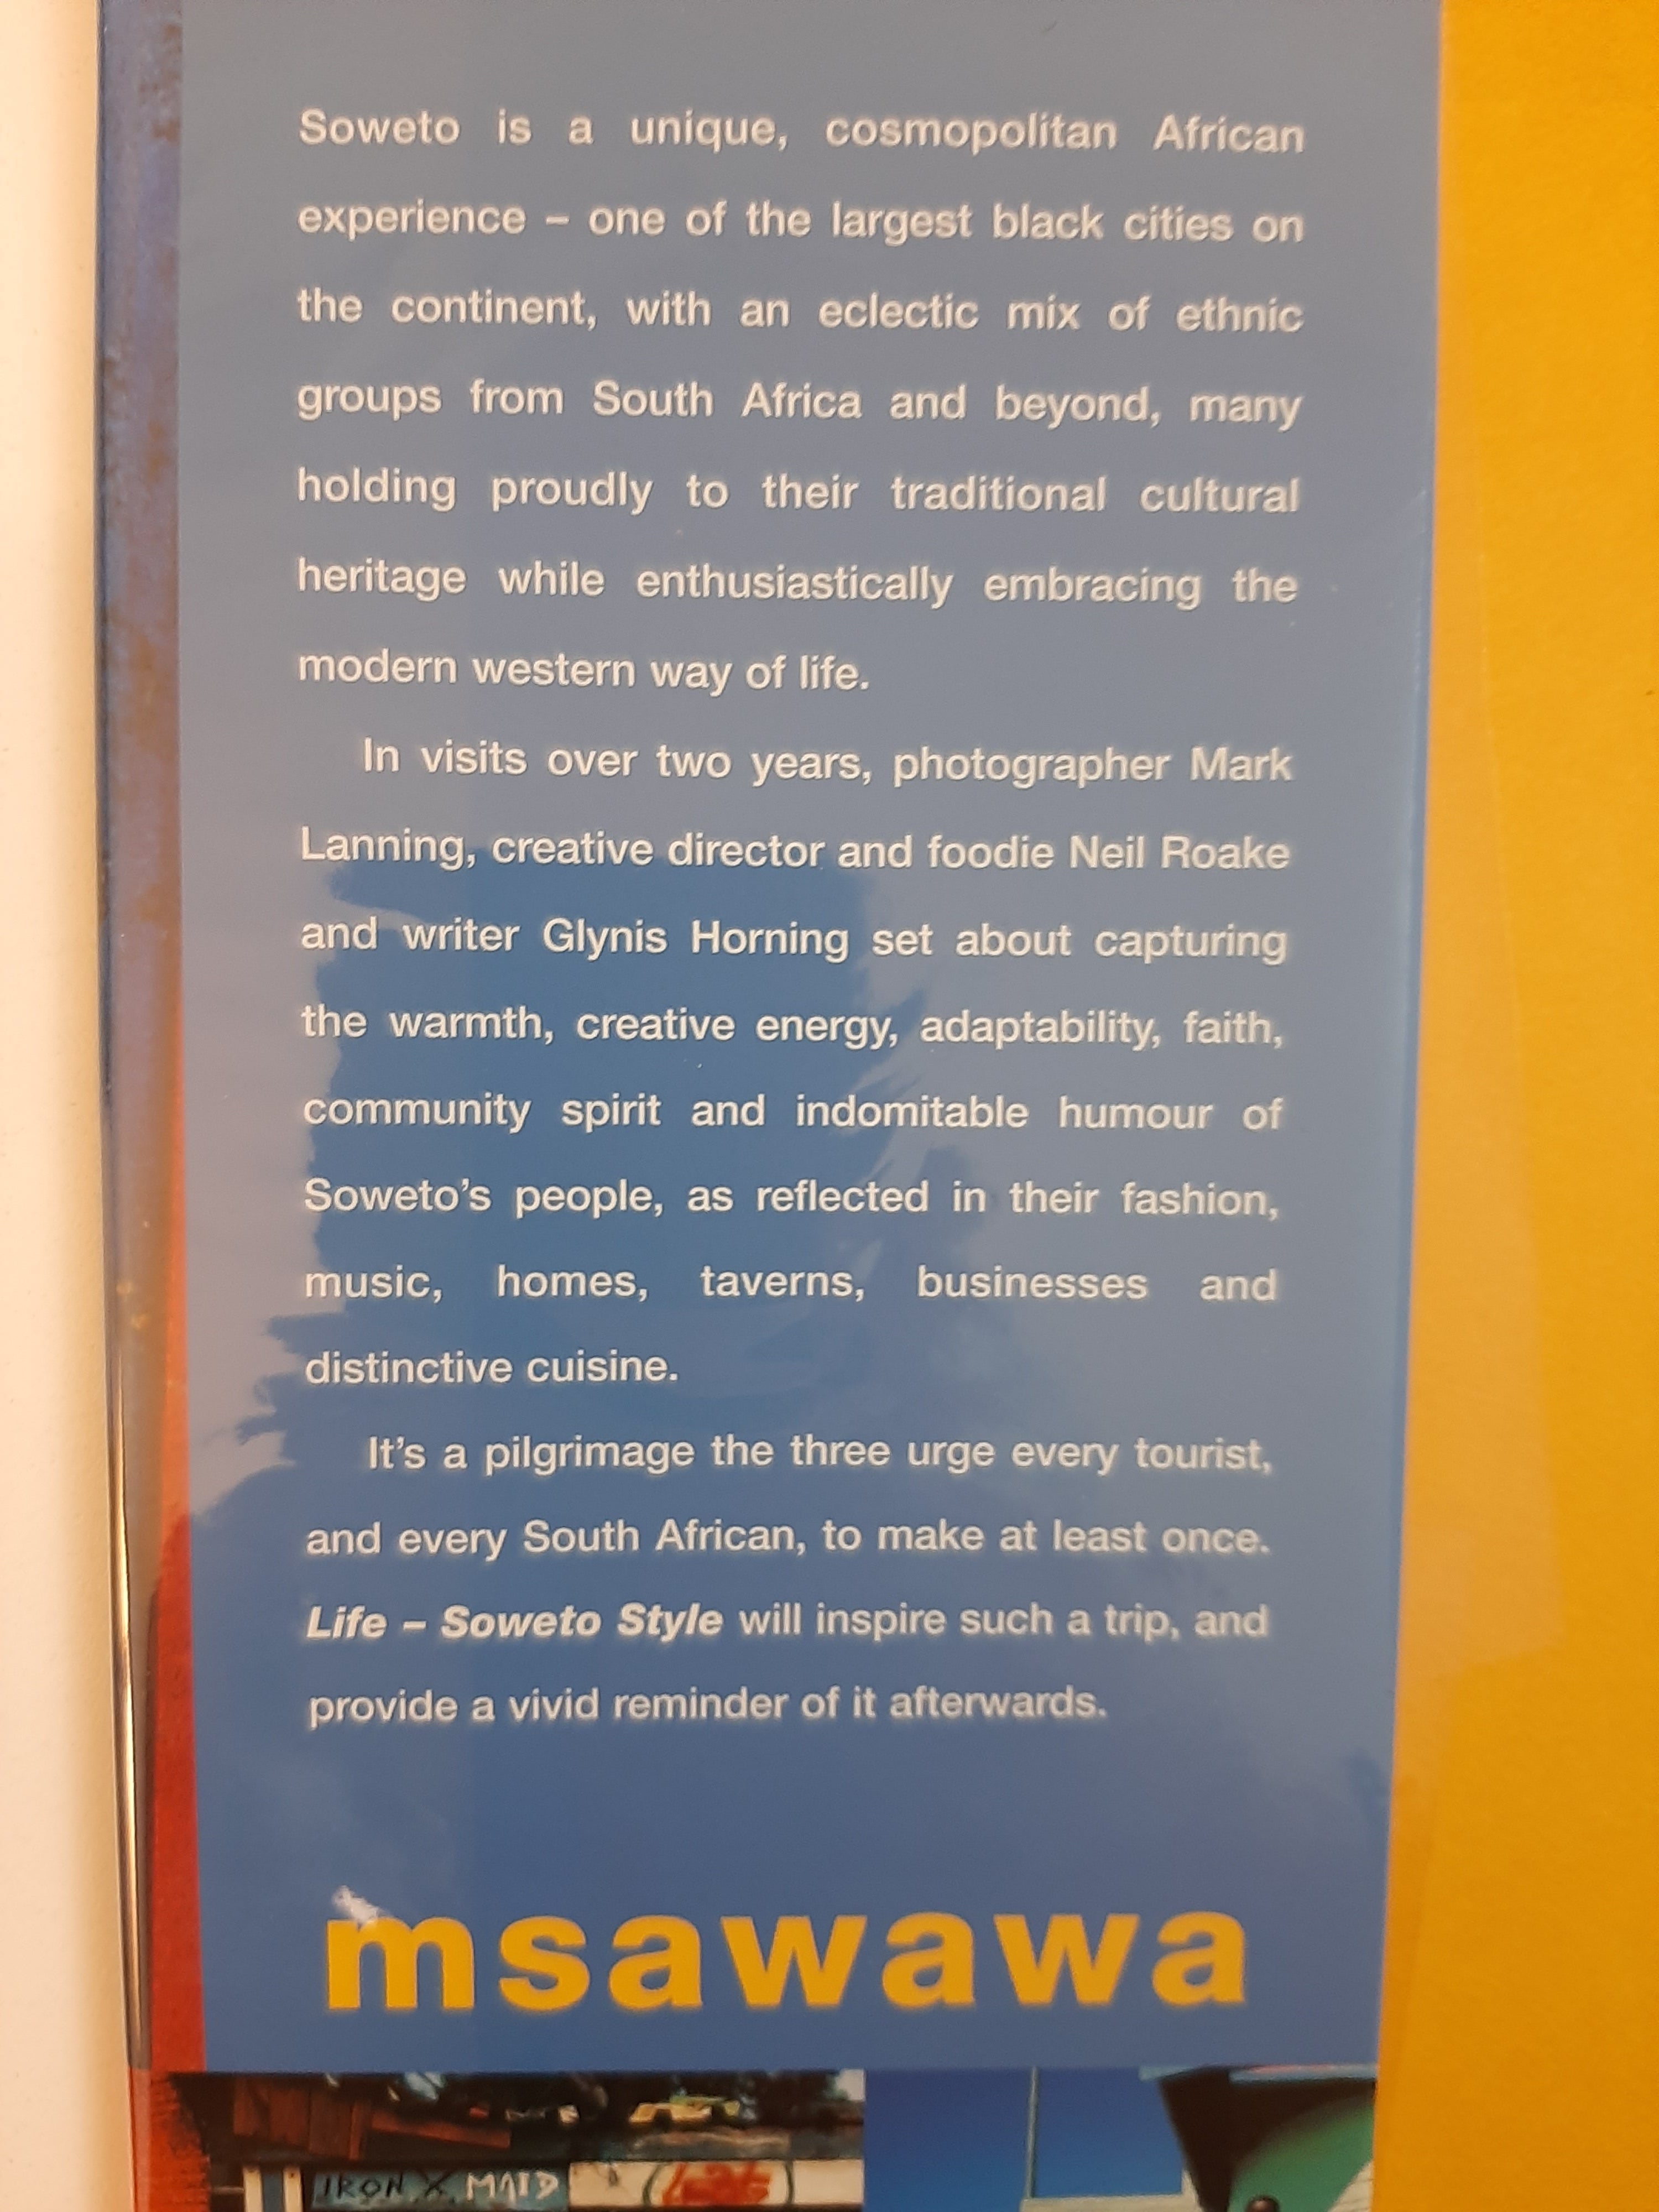 Soweto is a unique, cosmopolitan African
experience – one of the largest black cities on
the continent, with an eclectic mix of ethnic
groups from South Africa and beyond, many
holding proudly to their traditional cultural
heritage while enthusiastically embracing the
modern western way of life.
In visits over two years, photographer Mark
Lanning, creative director and foodie Neil Roake
and writer Glynis Horning set about capturing
the warmth, creative energy, adaptability, faith,
community spirit and indomitable humour of
Soweto’s people, as reflected in their fashion,
music, homes, taverns, businesses and
distinctive cuisine.
It’s a pilgrimage the three urge every tourist,
and every South African, to make at least once.
Life – Soweto Style will inspire such a trip, and
provide a vivid reminder of it afterwards.
msawawa
IRON X MAID